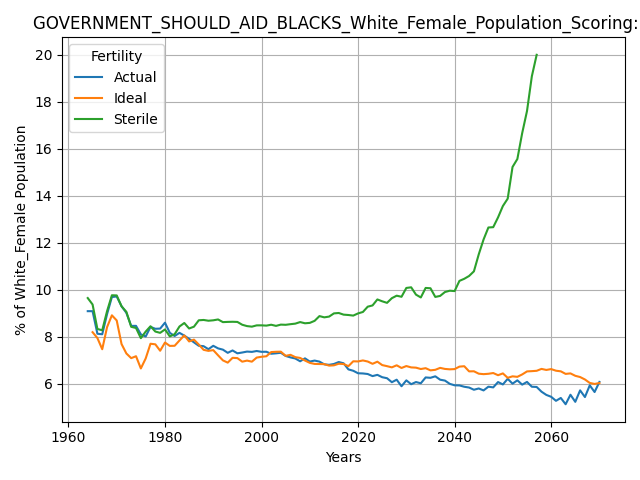 GOVERNMENT_SHOULD_AID_BLACKS_White_Female_Population_Scoring:
Fertility
Actual
Ideal
Sterile
% of White_Female Population
20
18
16
14
12
10
8
6
1960 1980 2000 2020 2040 2060
Years